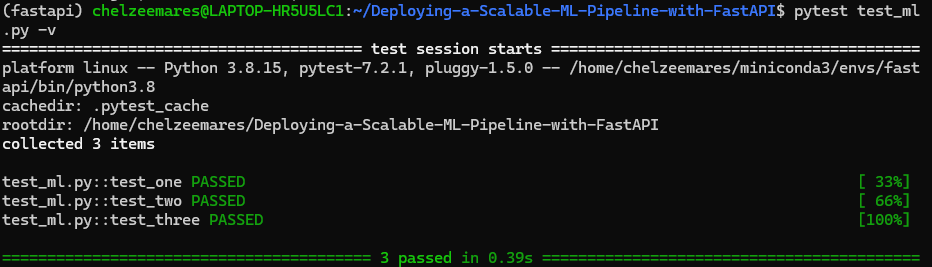 (fastapi) chelzeemares@LAPTOP-HR5U5LC1:~/Deploying-a-Scalable-ML-Pipeline-with-FastAPI$ pytest test_ml
.py -v
===================================== test session starts ======================================
platform linux -- Python 3.8.15, pytest-7.2.1, pluggy-1.5.0 -- /home/chelzeemares/miniconda3/envs/fast
api/bin/python3.8
cachedir: .pytest_cache
rootdir: /home/chelzeemares/Deploying-a-Scalable-ML-Pipeline-with-FastAPI
collected 3 items
test_ml.py::test_one PASSED [ 33%]
test_ml.py::test_two PASSED [ 66%]
test_ml.py::test_three PASSED [100%]
====================================== 3 passed in 0.39s =======================================